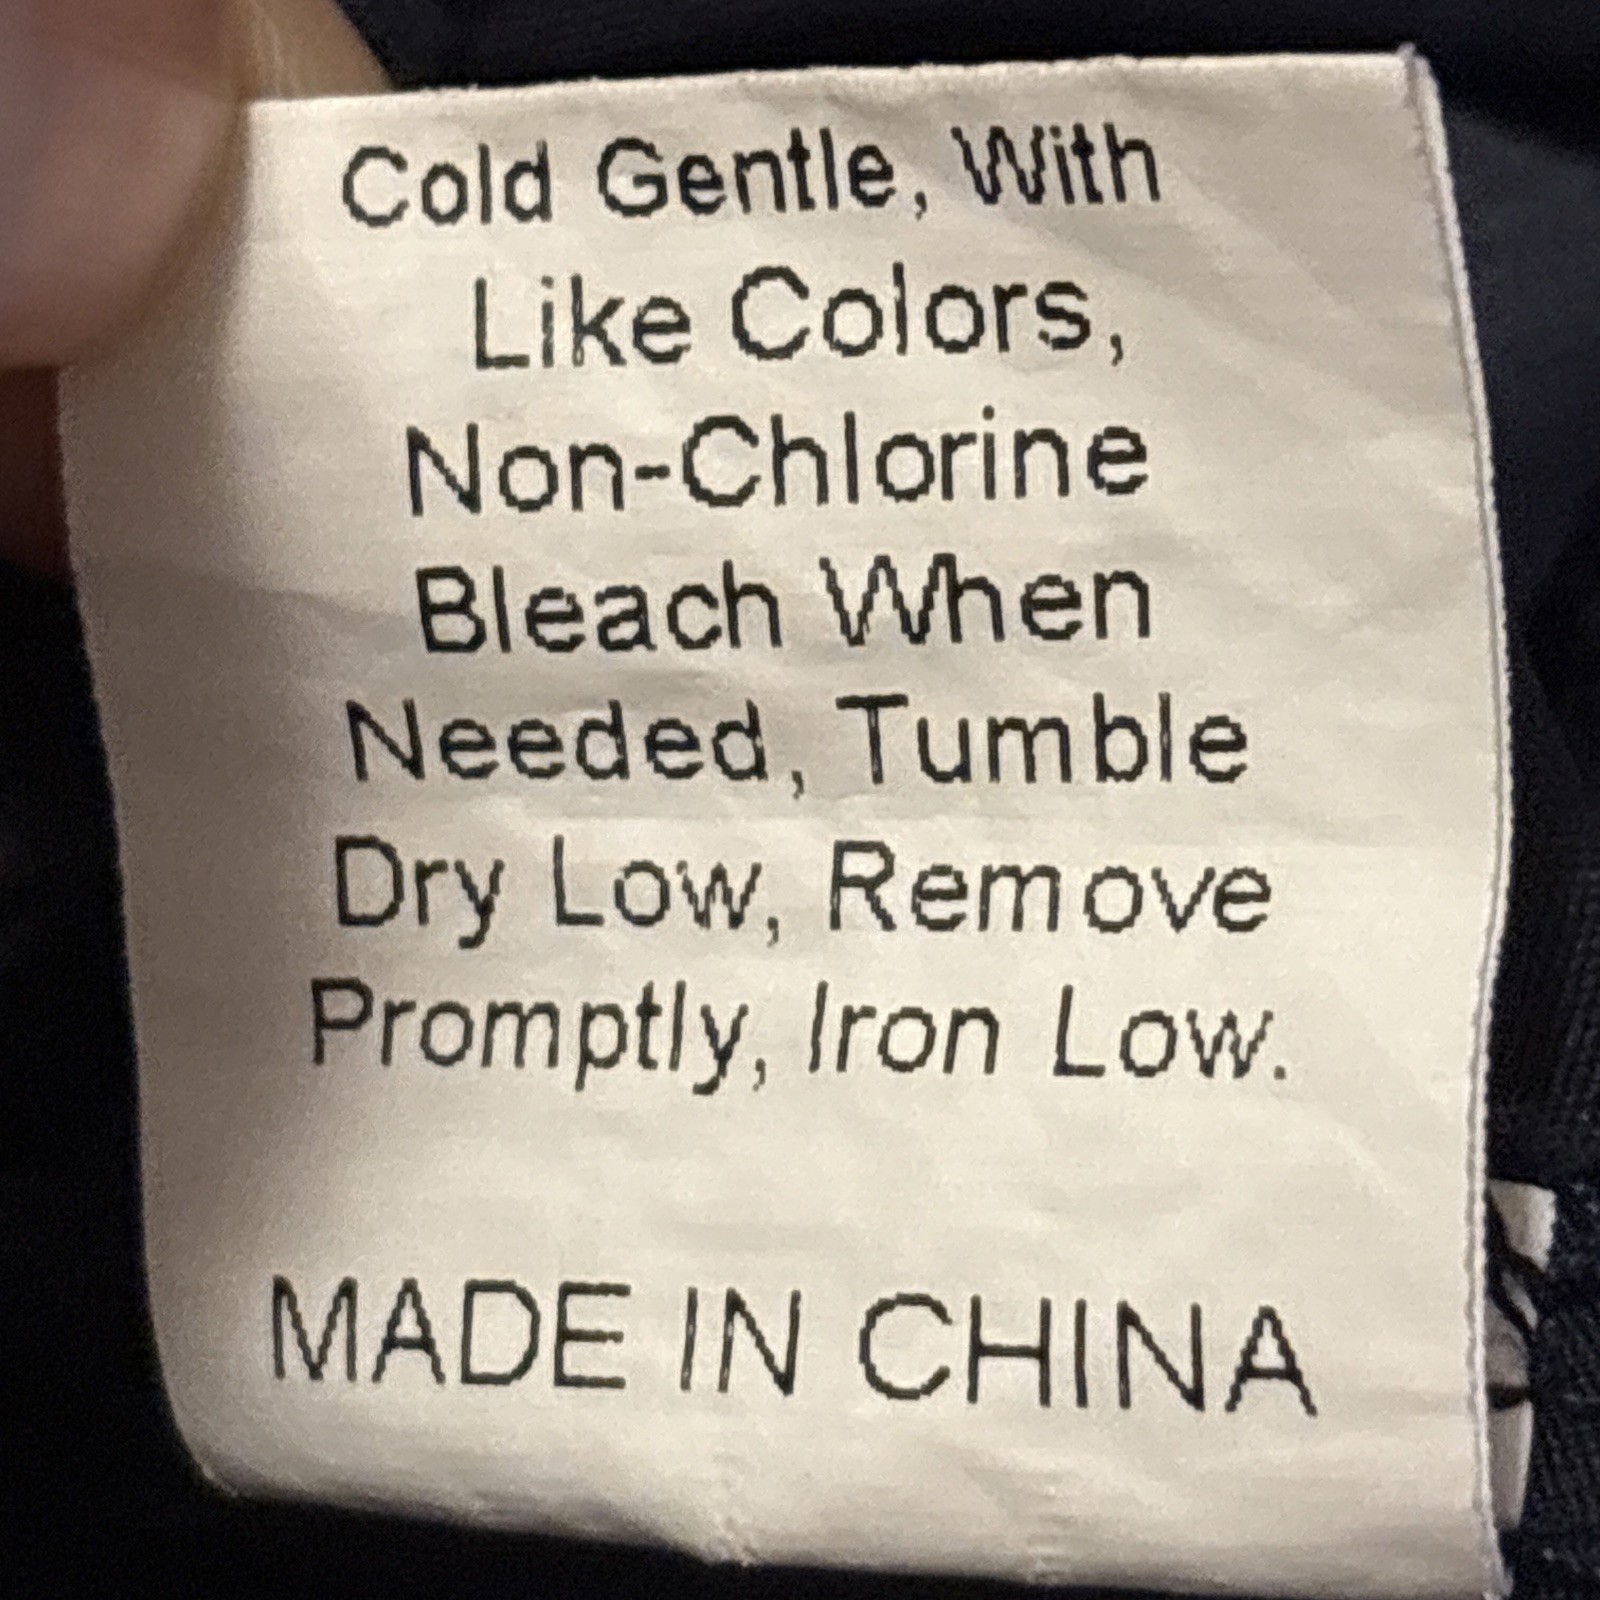 Cold Gentle, With
Like Colors,
Non-Chlorine
Bleach When
Needed, Tumble
Dry Low, Remove
Promptly, Iron Low.
MADE IN CHINA